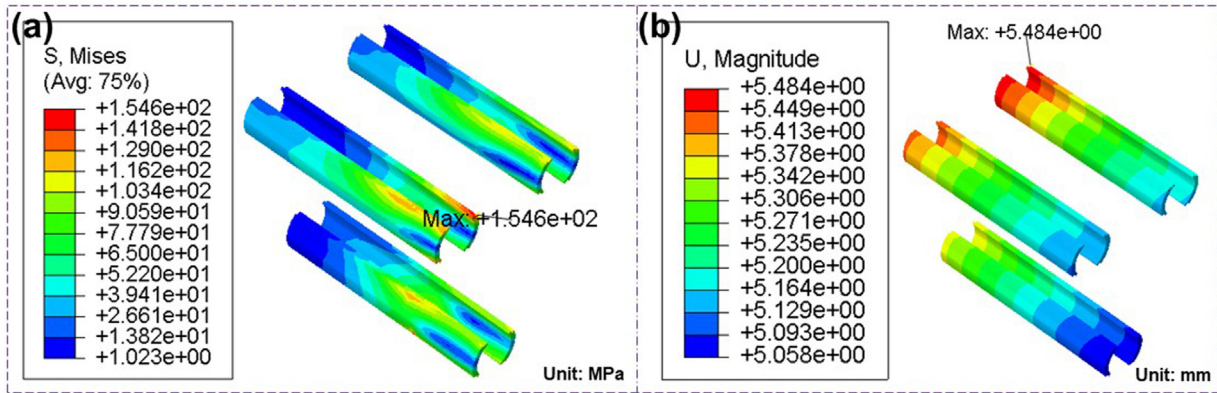 (a)
S, Mises
(Avg: 75%)
+1.546e+02
+1.418e+02
+1.290e+02
+1.162e+02
+1.034e+02
+9.059e+01
+7.779e+01
+6.500e+01
+5.220e+01
+3.941e+01
+2.661e+01
+1.382e+01
+1.023e+00
Max: +1.546e+02
Unit: MPa
(b)
Max: +5.484e+00
U, Magnitude
+5.484e+00
+5.449e+00
+5.413e+00
+5.378e+00
+5.342e+00
+5.306e+00
+5.271e+00
+5.235e+00
+5.200e+00
+5.164e+00
+5.129e+00
+5.093e+00
+5.058e+00
Unit: mm